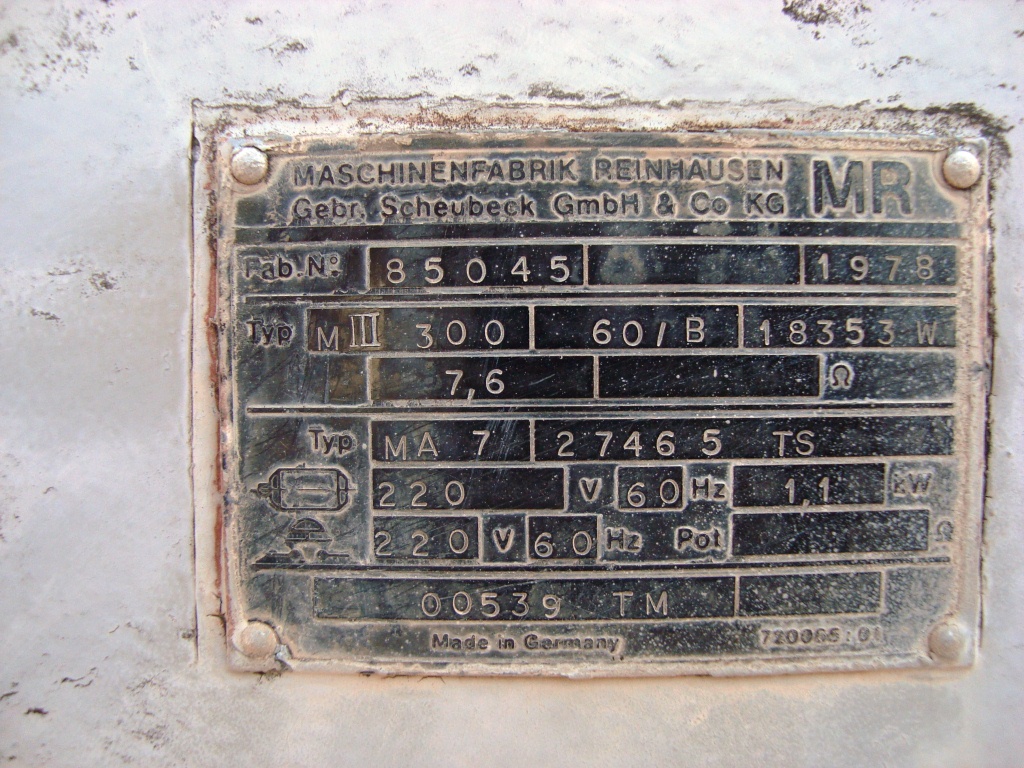 MASCHINENFABRIK REINHAUSEN MR
Gebr. Scheubeck GmbH & Co KG
Fab.Nº 85045 1978
Typ M III 300 60/B 18353 W
7,6 Ω
Typ MA 7 27465 TS
220 V 60 Hz 1,1 kW
220 V 60 Hz Pot Ω
00539 TM
Made in Germany